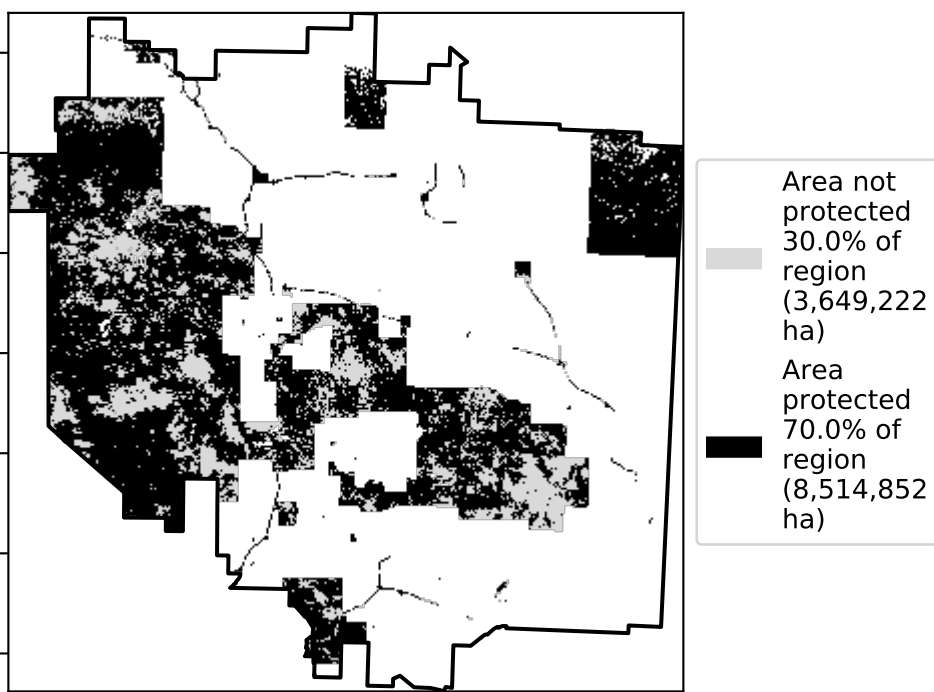 Area not
protected
30.0% of
region
(3,649,222
ha)
Area
protected
70.0% of
region
(8,514,852
ha)